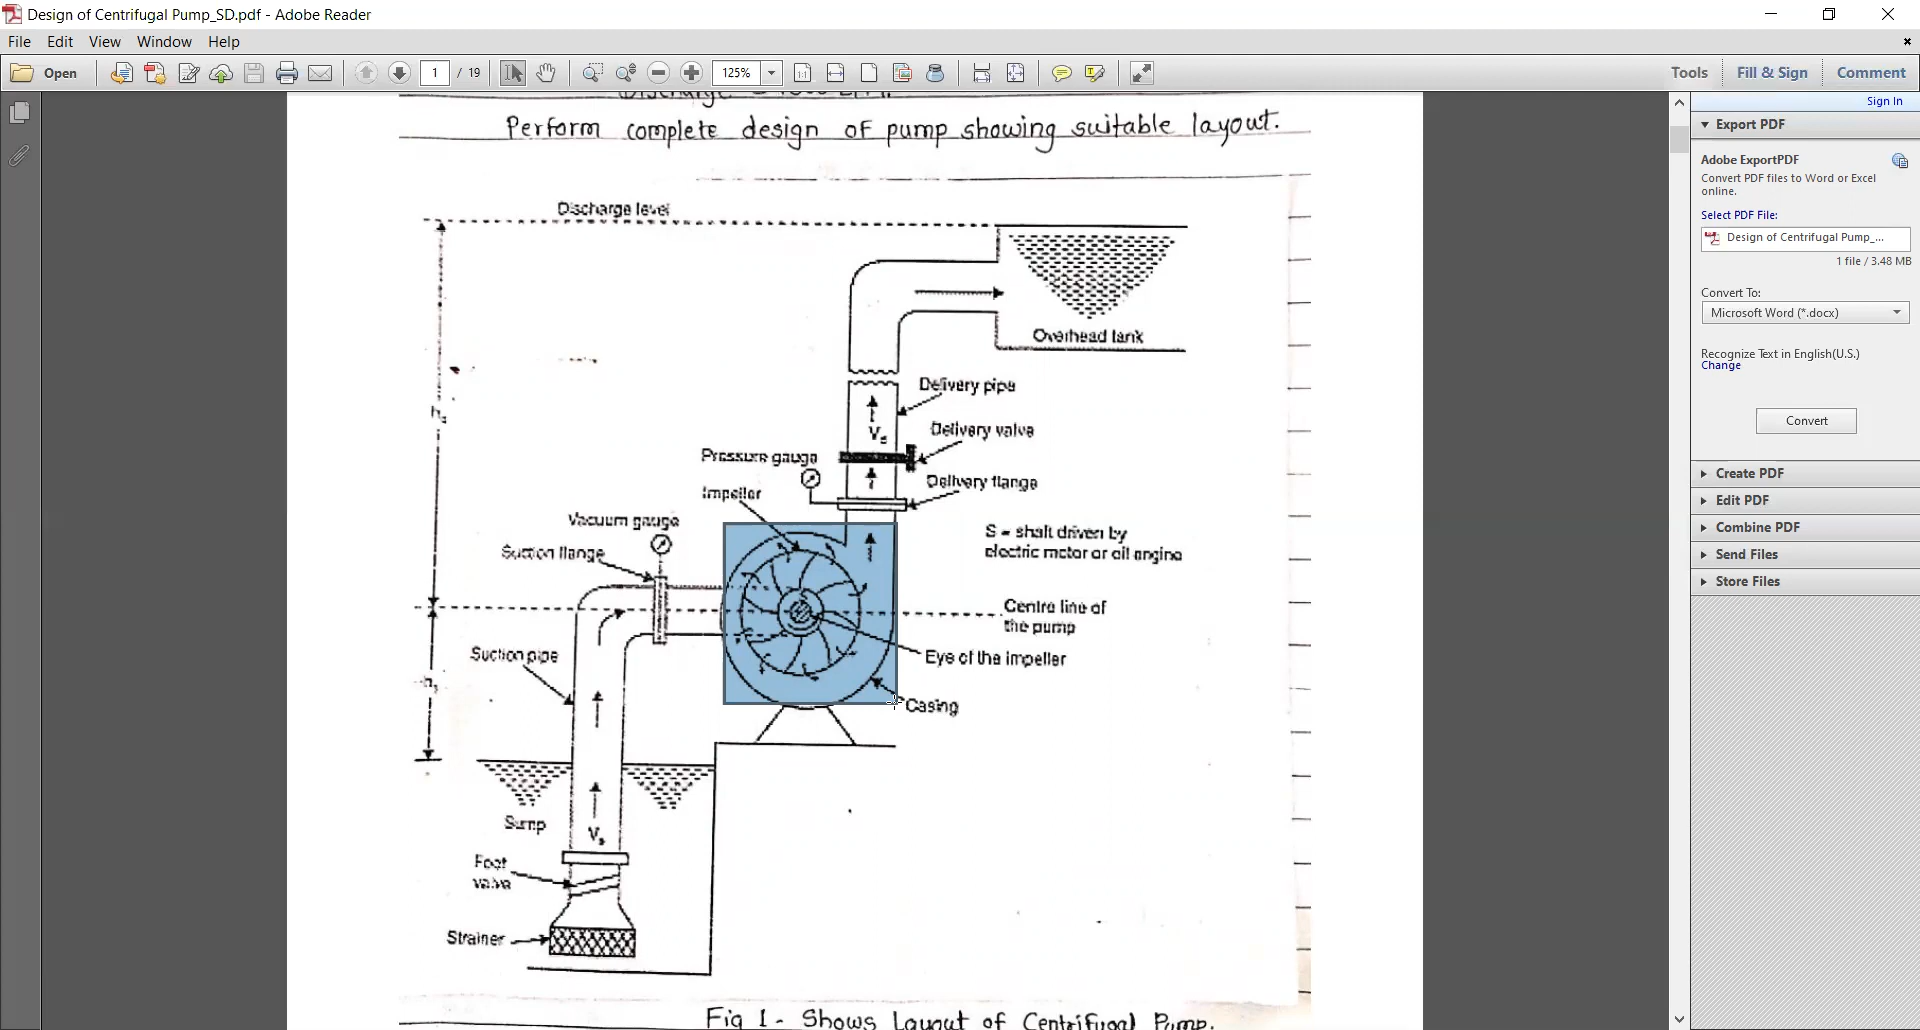 Design of Centrifugal Pump_SD.pdf - Adobe Reader
File Edit View Window Help
Open 1 / 19 125% Tools Fill & Sign Comment
Sign In
Export PDF
Adobe ExportPDF
Convert PDF files to Word or Excel
online.
Select PDF File:
Design of Centrifugal Pump_...
1 file / 3.48 MB
Convert To:
Microsoft Word (*.docx)
Recognize Text in English(U.S.)
Change
Convert
Create PDF
Edit PDF
Combine PDF
Send Files
Store Files
Perform complete design of pump showing suitable layout.
Discharge level
Overhead tank
Delivery pipe
Delivery valve
Pressure gauge
Delivery flange
Impeller
Vacuum gauge
Suction flange
S = shaft driven by
electric motor or oil engine
Centre line of
the pump
Suction pipe
Eye of the impeller
Casing
Sump
Foot
valve
Strainer
Fig 1 - Shows Layout of Centrifugal Pump.